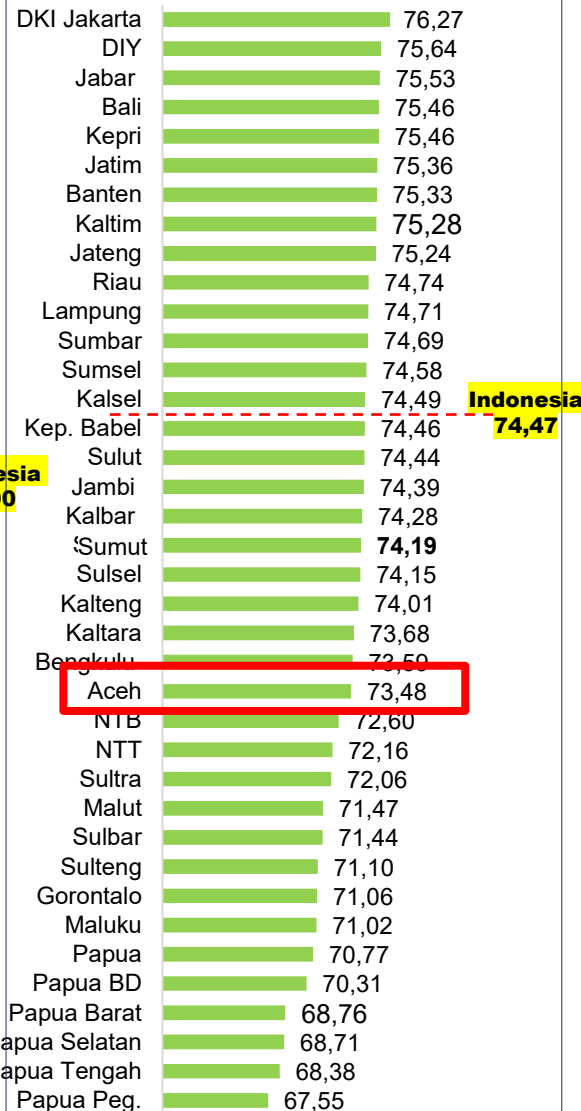 DKI Jakarta 76,27
DIY 75,64
Jabar 75,53
Bali 75,46
Kepri 75,46
Jatim 75,36
Banten 75,33
Kaltim 75,28
Jateng 75,24
Riau 74,74
Lampung 74,71
Sumbar 74,69
Sumsel 74,58
Kalsel 74,49
Indonesia
74,47
Kep. Babel 74,46
Sulut 74,44
esia
0
Jambi 74,39
Kalbar 74,28
Sumut 74,19
Sulsel 74,15
Kalteng 74,01
Kaltara 73,68
Bengkulu 73,59
Aceh 73,48
NTB 72,60
NTT 72,16
Sultra 72,06
Malut 71,47
Sulbar 71,44
Sulteng 71,10
Gorontalo 71,06
Maluku 71,02
Papua 70,77
Papua BD 70,31
Papua Barat 68,76
apua Selatan 68,71
apua Tengah 68,38
Papua Peg. 67,55